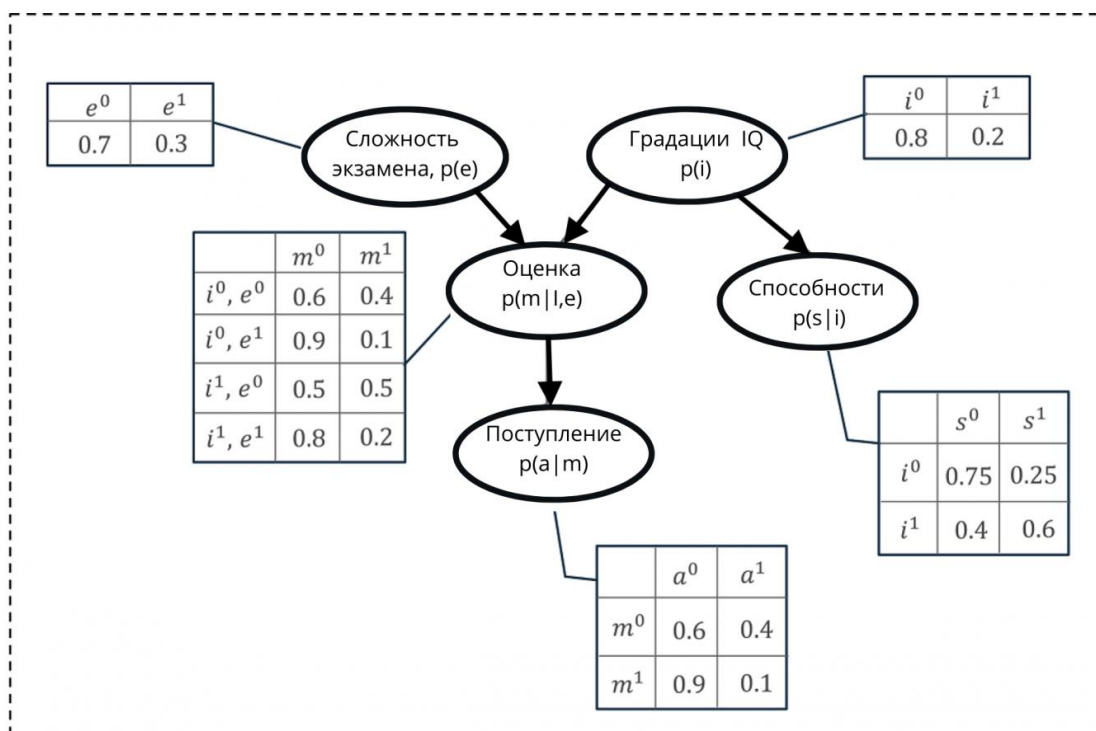 e⁰ e¹
0.7 0.3
Сложность
экзамена, p(e)
Градации IQ
p(i)
i⁰ i¹
0.8 0.2
m⁰ m¹
i⁰, e⁰ 0.6 0.4
i⁰, e¹ 0.9 0.1
i¹, e⁰ 0.5 0.5
i¹, e¹ 0.8 0.2
Оценка
p(m|I,e)
Способности
p(s|i)
Поступление
p(a|m)
s⁰ s¹
i⁰ 0.75 0.25
i¹ 0.4 0.6
a⁰ a¹
m⁰ 0.6 0.4
m¹ 0.9 0.1